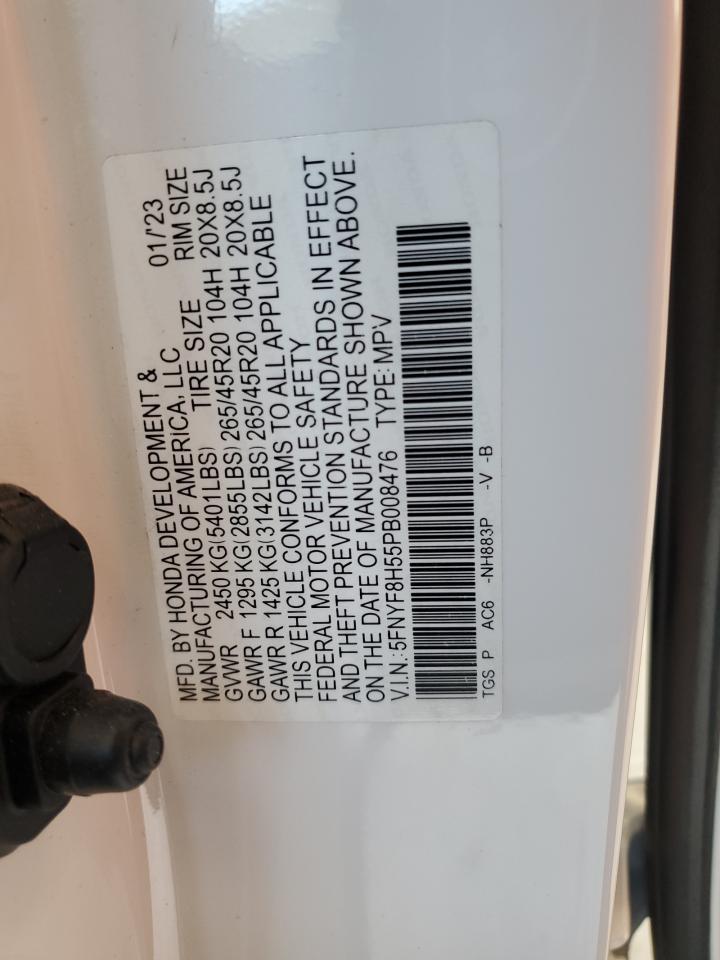 MFD. BY HONDA DEVELOPMENT & 01/'23
MANUFACTURING OF AMERICA, LLC
TIRE SIZE RIM SIZE
GVWR 2450 KG(5401LBS)
GAWR F 1295 KG(2855LBS) 265/45R20 104H 20X8.5J
GAWR R 1425 KG(3142LBS) 265/45R20 104H 20X8.5J
THIS VEHICLE CONFORMS TO ALL APPLICABLE
FEDERAL MOTOR VEHICLE SAFETY
AND THEFT PREVENTION STANDARDS IN EFFECT
ON THE DATE OF MANUFACTURE SHOWN ABOVE.
V.I.N.:5FNYF8H55PB008476 TYPE:MPV
TGS P AC6 -NH883P -V -B